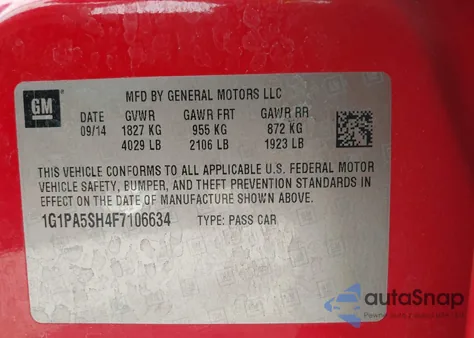 GM
MFD BY GENERAL MOTORS LLC
DATE GVWR GAWR FRT GAWR RR
09/14 1827 KG 955 KG 872 KG
4029 LB 2106 LB 1923 LB
THIS VEHICLE CONFORMS TO ALL APPLICABLE U.S. FEDERAL MOTOR
VEHICLE SAFETY, BUMPER, AND THEFT PREVENTION STANDARDS IN
EFFECT ON THE DATE OF MANUFACTURE SHOWN ABOVE.
1G1PA5SH4F7106634 TYPE: PASS CAR
autoSnap